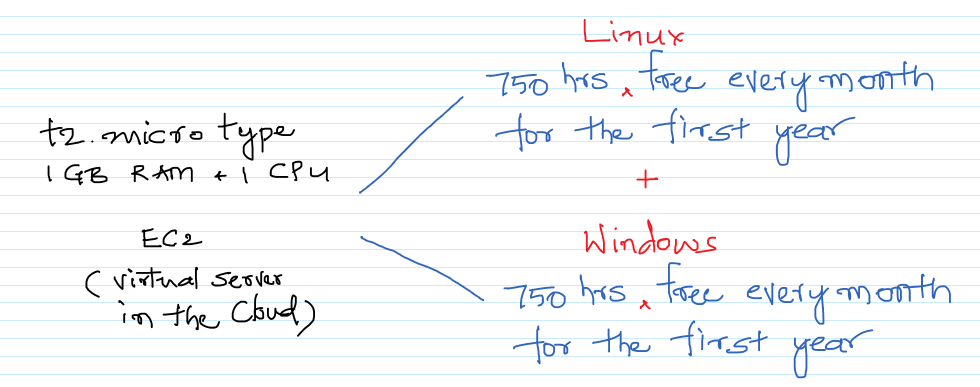 t2.micro type
1 GB RAM + 1 CPU
EC2
(virtual server
in the Cloud)
Linux
750 hrs ^ free every month
for the first year
+
Windows
750 hrs ^ free every month
for the first year